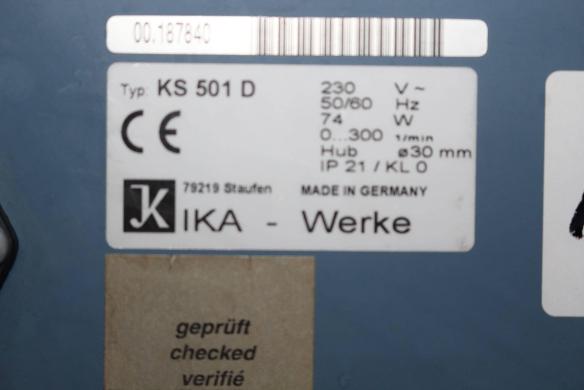 00.187840
Typ: KS 501 D
230 V ~
50/60 Hz
74 W
0...300 1/min
Hub ø30 mm
IP 21 / KL 0
CE
79219 Staufen MADE IN GERMANY
IKA - Werke
geprüft
checked
verifié